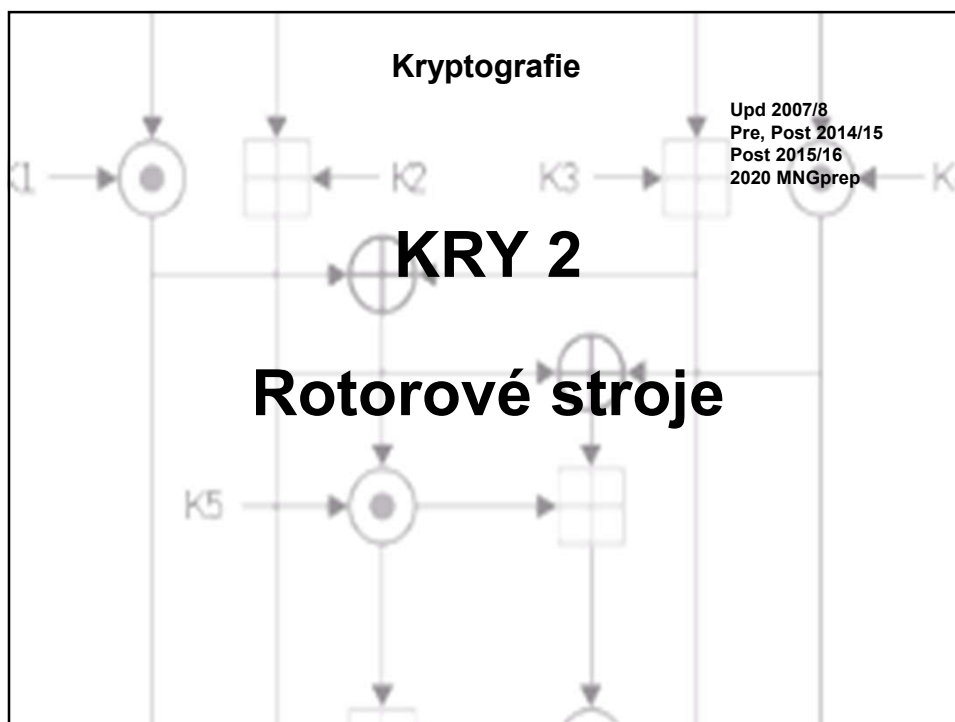 Kryptografie
Upd 2007/8
Pre, Post 2014/15
Post 2015/16
2020 MNGprep
K2
K3
KRY 2
Rotorové stroje
K5